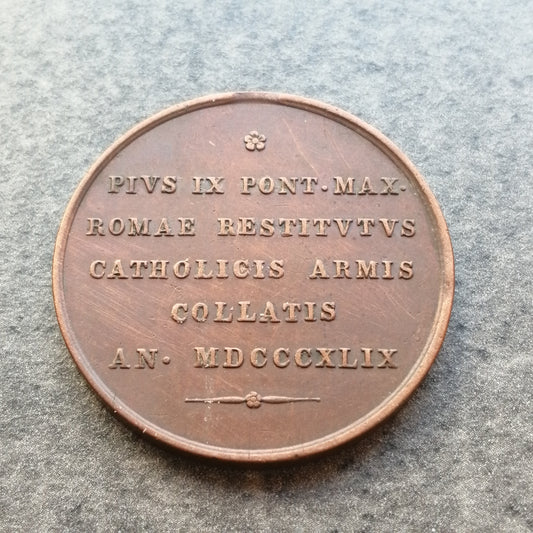 PIVS IX PONT·MAX·
ROMAE RESTITVTVS
CATHOLICIS ARMIS
COLLATIS
AN· MDCCCXLIX